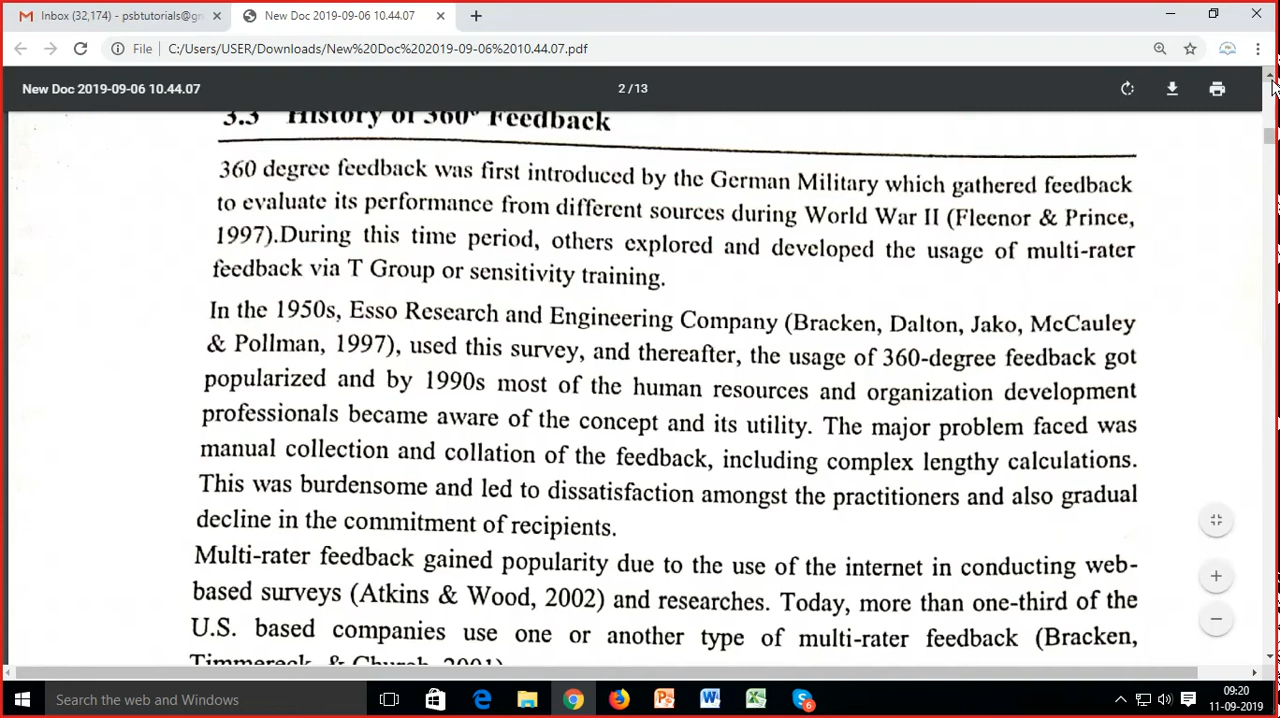 Inbox (32,174) - psbtutorials@gr
New Doc 2019-09-06 10.44.07
File
C:/Users/USER/Downloads/New%20Doc%202019-09-06%2010.44.07.pdf
New Doc 2019-09-06 10.44.07
2 / 13
3.3 History of 360° Feedback
360 degree feedback was first introduced by the German Military which gathered feedback
to evaluate its performance from different sources during World War II (Fleenor & Prince,
1997).During this time period, others explored and developed the usage of multi-rater
feedback via T Group or sensitivity training.
In the 1950s, Esso Research and Engineering Company (Bracken, Dalton, Jako, McCauley
& Pollman, 1997), used this survey, and thereafter, the usage of 360-degree feedback got
popularized and by 1990s most of the human resources and organization development
professionals became aware of the concept and its utility. The major problem faced was
manual collection and collation of the feedback, including complex lengthy calculations.
This was burdensome and led to dissatisfaction amongst the practitioners and also gradual
decline in the commitment of recipients.
Multi-rater feedback gained popularity due to the use of the internet in conducting web-
based surveys (Atkins & Wood, 2002) and researches. Today, more than one-third of the
U.S. based companies use one or another type of multi-rater feedback (Bracken,
Timmereck, & Church, 2001)
Search the web and Windows
6
09:20
11-09-2019